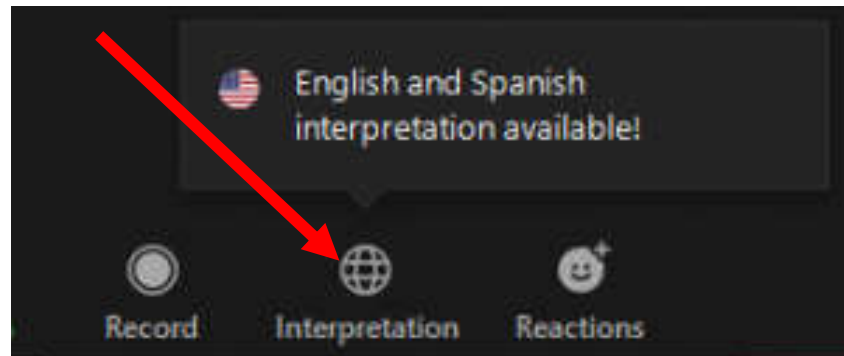 English and Spanish
interpretation available!
Record Interpretation Reactions